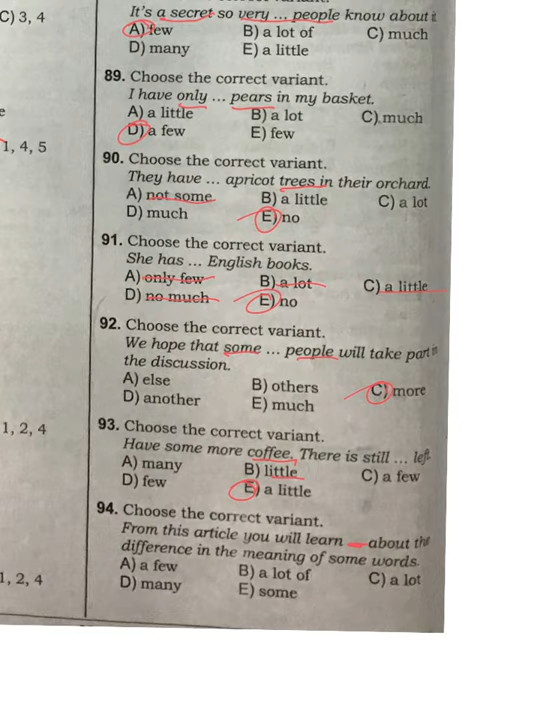 C) 3, 4
It's a secret so very ... people know about it.
A) few B) a lot of C) much
D) many E) a little
89. Choose the correct variant.
I have only ... pears in my basket.
A) a little B) a lot C) much
D) a few E) few
1, 4, 5
90. Choose the correct variant.
They have ... apricot trees in their orchard.
A) not some B) a little C) a lot
D) much E) no
91. Choose the correct variant.
She has ... English books.
A) only few B) a lot C) a little
D) no much E) no
92. Choose the correct variant.
We hope that some ... people will take part in
the discussion.
A) else B) others C) more
D) another E) much
1, 2, 4
93. Choose the correct variant.
Have some more coffee. There is still ... left.
A) many B) little C) a few
D) few E) a little
94. Choose the correct variant.
From this article you will learn about the
difference in the meaning of some words.
1, 2, 4
A) a few B) a lot of C) a lot
D) many E) some